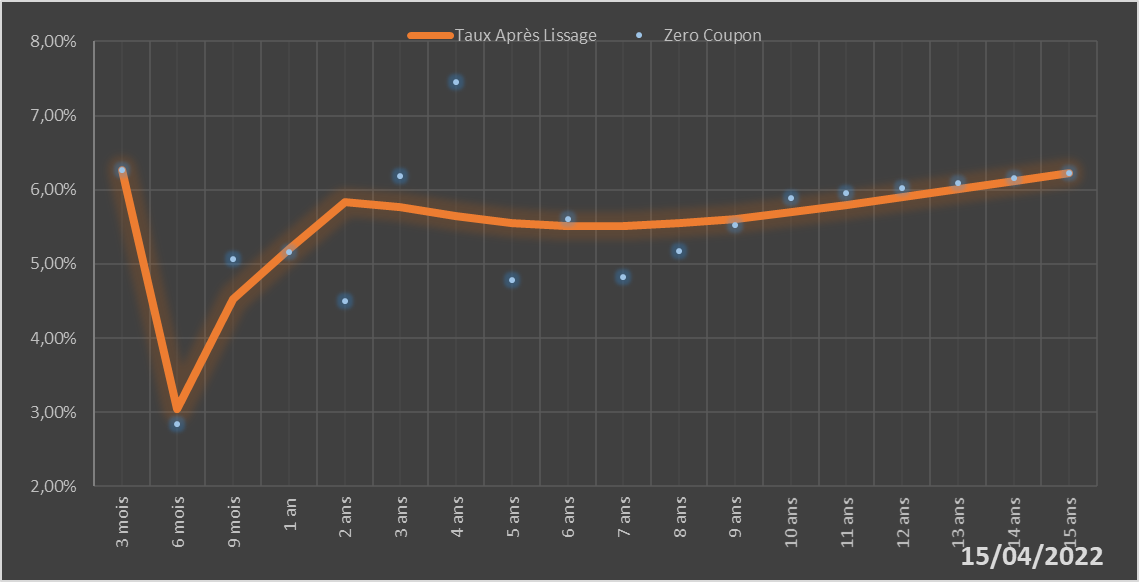 Taux Après Lissage Zero Coupon
8,00%
7,00%
6,00%
5,00%
4,00%
3,00%
2,00%
3 mois
6 mois
9 mois
1 an
2 ans
3 ans
4 ans
5 ans
6 ans
7 ans
8 ans
9 ans
10 ans
11 ans
12 ans
13 ans
14 ans
15 ans
15/04/2022